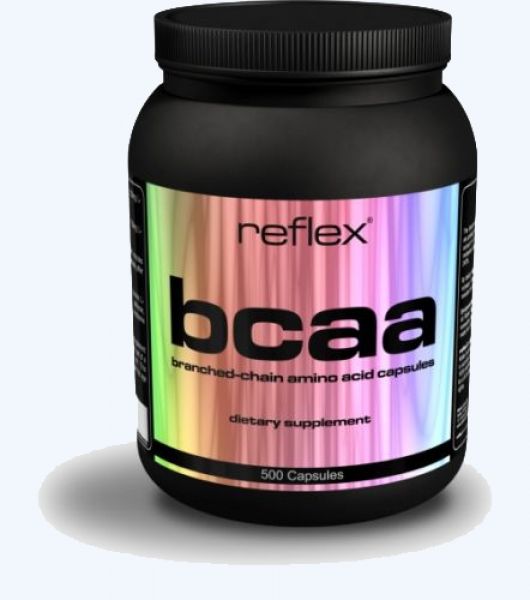 reflex®
bcaa
branched-chain amino acid capsules
dietary supplement
500 Capsules